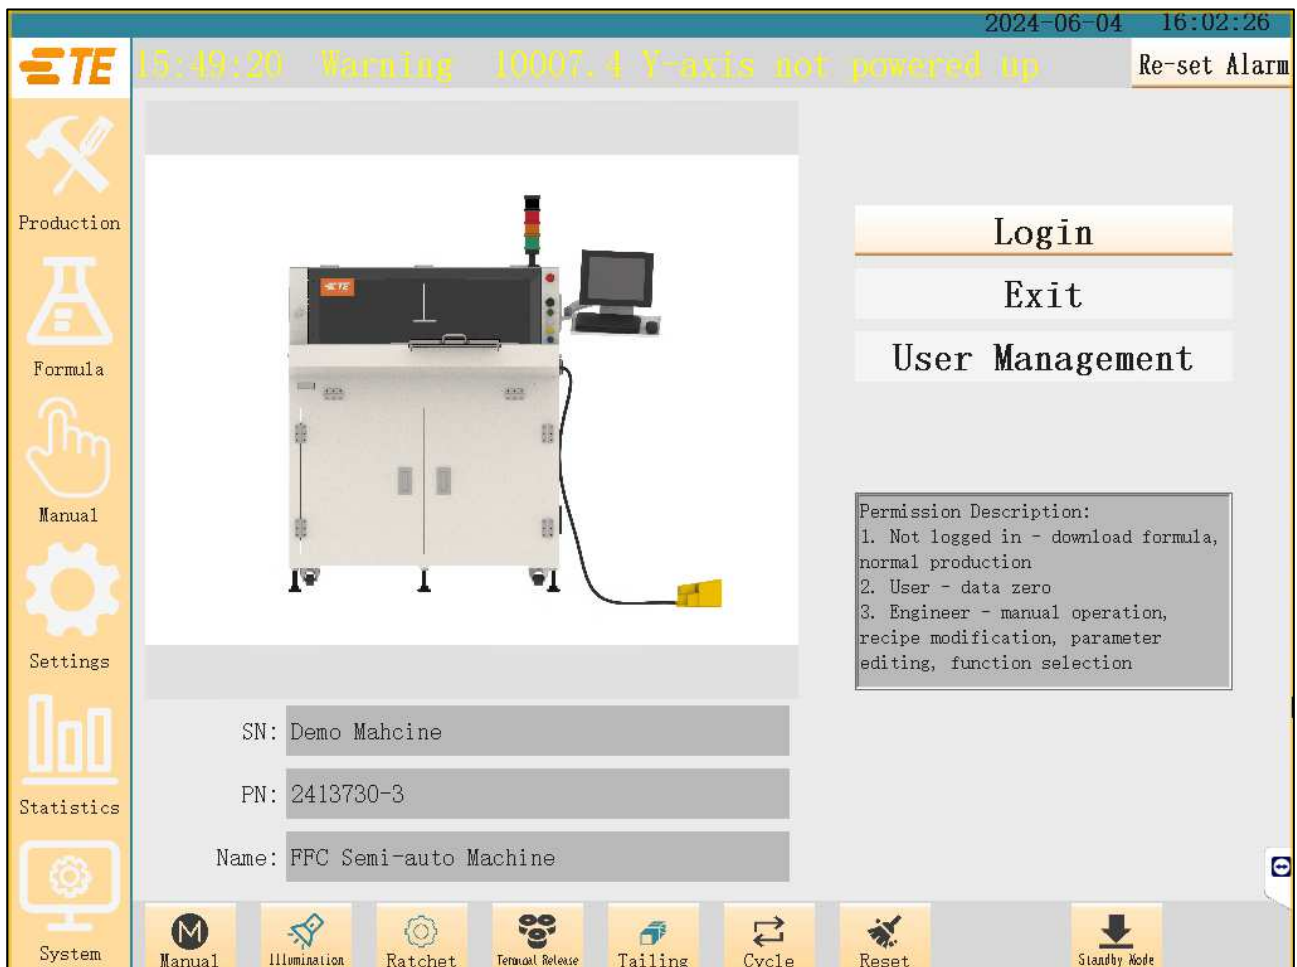 2024-06-04 16:02:26
TE
15:49:20 Warning 10007.4 Y-axis not powered up
Re-set Alarm
Production
Formula
Manual
Settings
Statistics
System
TE
Login
Exit
User Management
Permission Description:
1. Not logged in - download formula,
normal production
2. User - data zero
3. Engineer - manual operation,
recipe modification, parameter
editing, function selection
SN: Demo Mahcine
PN: 2413730-3
Name: FFC Semi-auto Machine
M
Manual
Illumination
Ratchet
Terminal Release
Tailing
Cycle
Reset
Standby Mode